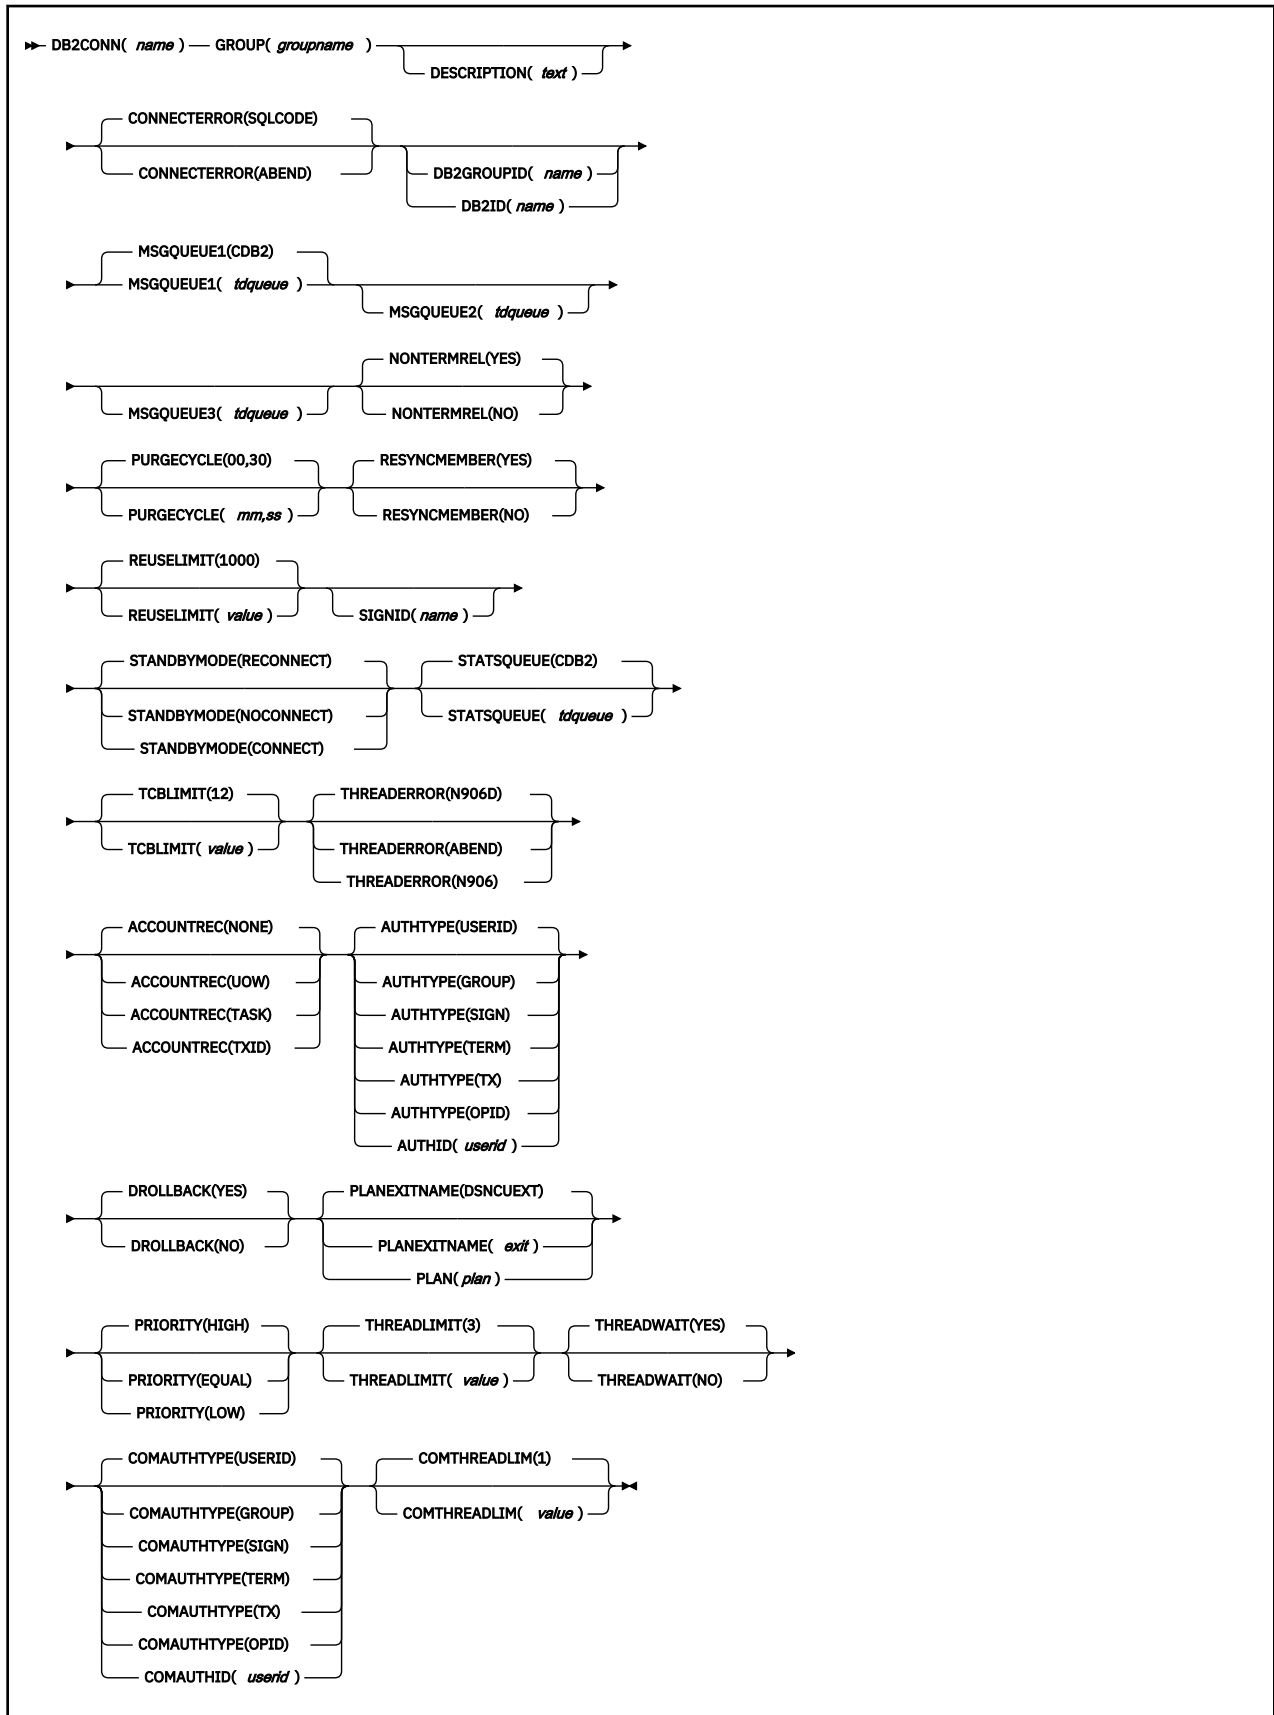 DB2CONN( name ) GROUP( groupname )
DESCRIPTION( text )
CONNECTERROR(SQLCODE)
CONNECTERROR(ABEND) DB2GROUPID( name )
DB2ID( name )
MSGQUEUE1(CDB2)
MSGQUEUE1( tdqueue )
MSGQUEUE2( tdqueue )
NONTERMREL(YES)
MSGQUEUE3( tdqueue ) NONTERMREL(NO)
PURGECYCLE(00,30) RESYNCMEMBER(YES)
PURGECYCLE( mm,ss ) RESYNCMEMBER(NO)
REUSELIMIT(1000)
REUSELIMIT( value ) SIGNID( name )
STANDBYMODE(RECONNECT) STATSQUEUE(CDB2)
STANDBYMODE(NOCONNECT) STATSQUEUE( tdqueue )
STANDBYMODE(CONNECT)
TCBLIMIT(12) THREADERROR(N906D)
TCBLIMIT( value ) THREADERROR(ABEND)
THREADERROR(N906)
ACCOUNTREC(NONE) AUTHTYPE(USERID)
ACCOUNTREC(UOW) AUTHTYPE(GROUP)
ACCOUNTREC(TASK) AUTHTYPE(SIGN)
ACCOUNTREC(TXID) AUTHTYPE(TERM)
AUTHTYPE(TX)
AUTHTYPE(OPID)
AUTHID( userid )
DROLLBACK(YES) PLANEXITNAME(DSNCUEXT)
DROLLBACK(NO) PLANEXITNAME( exit )
PLAN( plan )
PRIORITY(HIGH) THREADLIMIT(3) THREADWAIT(YES)
PRIORITY(EQUAL) THREADLIMIT( value ) THREADWAIT(NO)
PRIORITY(LOW)
COMAUTHTYPE(USERID) COMTHREADLIM(1)
COMAUTHTYPE(GROUP) COMTHREADLIM( value )
COMAUTHTYPE(SIGN)
COMAUTHTYPE(TERM)
COMAUTHTYPE(TX)
COMAUTHTYPE(OPID)
COMAUTHID( userid )